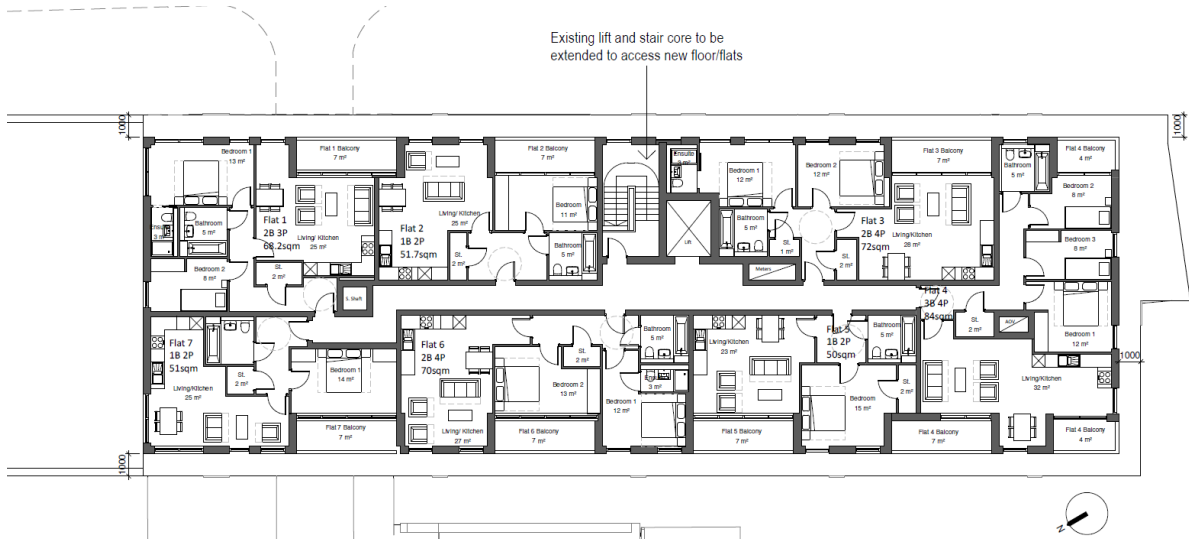 Existing lift and stair core to be
extended to access new floor/flats
1000
1000
Bedroom 1
13 m²
Flat 1 Balcony
7 m²
Flat 2 Balcony
7 m²
Ensuite
Bedroom 1
12 m²
Bedroom 2
12 m²
Flat 3 Balcony
7 m²
Bathroom
5 m²
Flat 4 Balcony
4 m²
Bedroom 2
8 m²
Bathroom
5 m²
3 m²
Flat 1
2B 3P
68.2sqm
Living/ Kitchen
25 m²
Flat 2
1B 2P
51.7sqm
Living/ Kitchen
25 m²
Bedroom
11 m²
Bathroom
5 m²
St.
2 m²
Lift
Bathroom
5 m²
St.
1 m²
Flat 3
2B 4P
72sqm
Living/Kitchen
28 m²
St.
2 m²
Bedroom 3
8 m²
Bedroom 2
8 m²
St.
2 m²
S. Shaft
Meters
Flat 4
3B 4P
84sqm
St.
2 m²
AOV
Bedroom 1
12 m²
Flat 7
1B 2P
51sqm
Living/Kitchen
25 m²
St.
2 m²
Bedroom 1
14 m²
Flat 7 Balcony
7 m²
Flat 6
2B 4P
70sqm
Living/ Kitchen
27 m²
St.
2 m²
Bedroom 2
13 m²
Flat 6 Balcony
7 m²
Bathroom
5 m²
Ensuite
3 m²
Bedroom 1
12 m²
Living/Kitchen
23 m²
Flat 5
1B 2P
50sqm
Bathroom
5 m²
St.
2 m²
Bedroom
15 m²
Flat 5 Balcony
7 m²
Living/Kitchen
32 m²
Flat 4 Balcony
7 m²
Flat 4 Balcony
4 m²
1000
1000
1000
N